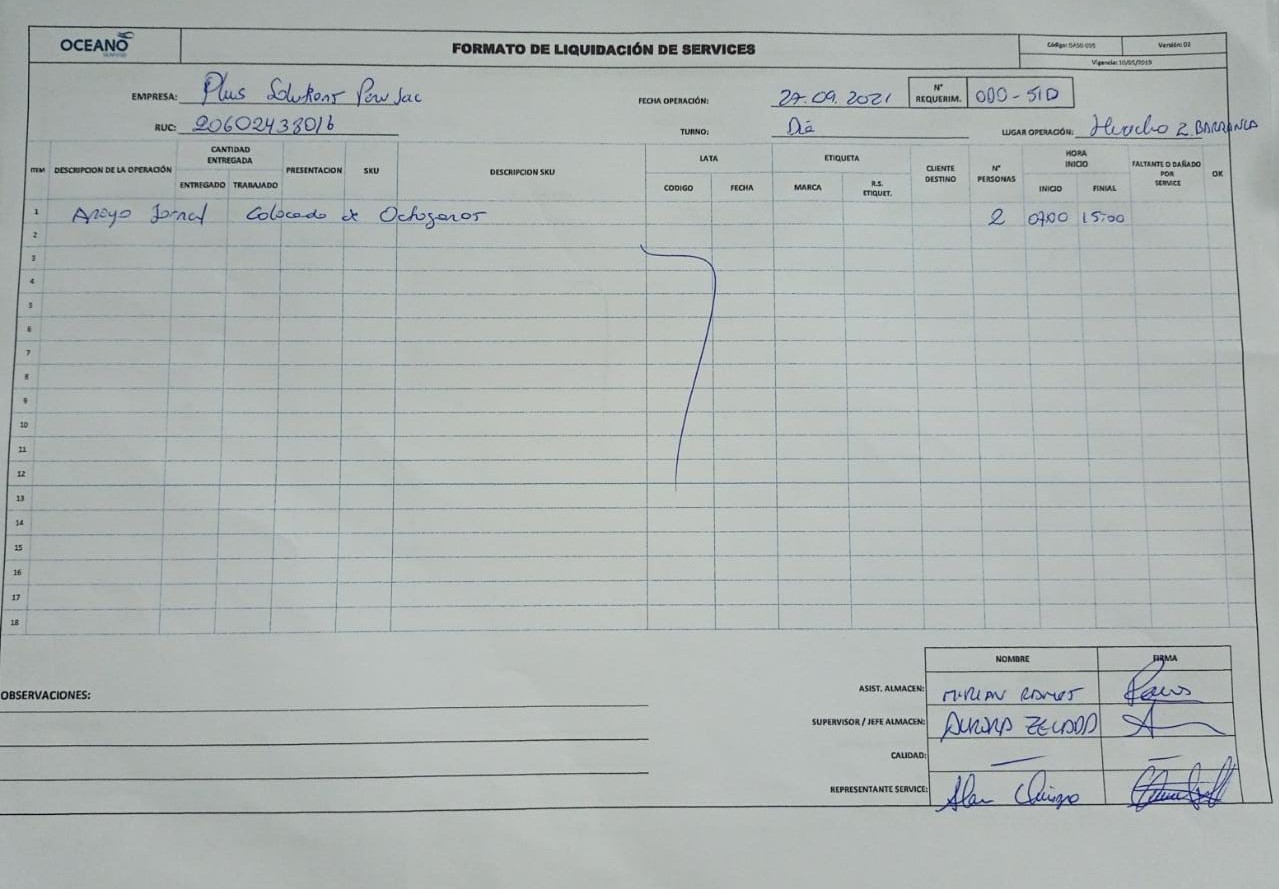 OCEANO
SERVICIOS
FORMATO DE LIQUIDACIÓN DE SERVICES
Versión: 02
Vigencia: 10/05/2019
EMPRESA: Plus Solutions Perú Sac
FECHA OPERACIÓN: 27.09.2021
N° REQUERIM. 000-510
RUC: 20602438016
TURNO: Día
LUGAR OPERACIÓN: Huacho Z. BARRANCA
ITEM DESCRIPCION DE LA OPERACIÓN CANTIDAD ENTREGADA PRESENTACION SKU DESCRIPCION SKU LATA ETIQUETA CLIENTE DESTINO N° PERSONAS HORA INICIO FALTANTE O DAÑADO POR SERVICE OK
ENTREGADO TRABAJADO CODIGO FECHA MARCA R.S. ETIQUET. INICIO FINIAL
1 Apoyo Jornal Colocado de 2 07:00 15:00
2
3
4
5
6
7
8
9
10
11
12
13
14
15
16
17
18
NOMBRE FIRMA
OBSERVACIONES:
ASIST. ALMACEN: MIRIAN RAMOS
SUPERVISOR / JEFE ALMACEN: AURORA ZELADA
CALIDAD: — —
REPRESENTANTE SERVICE: Alan